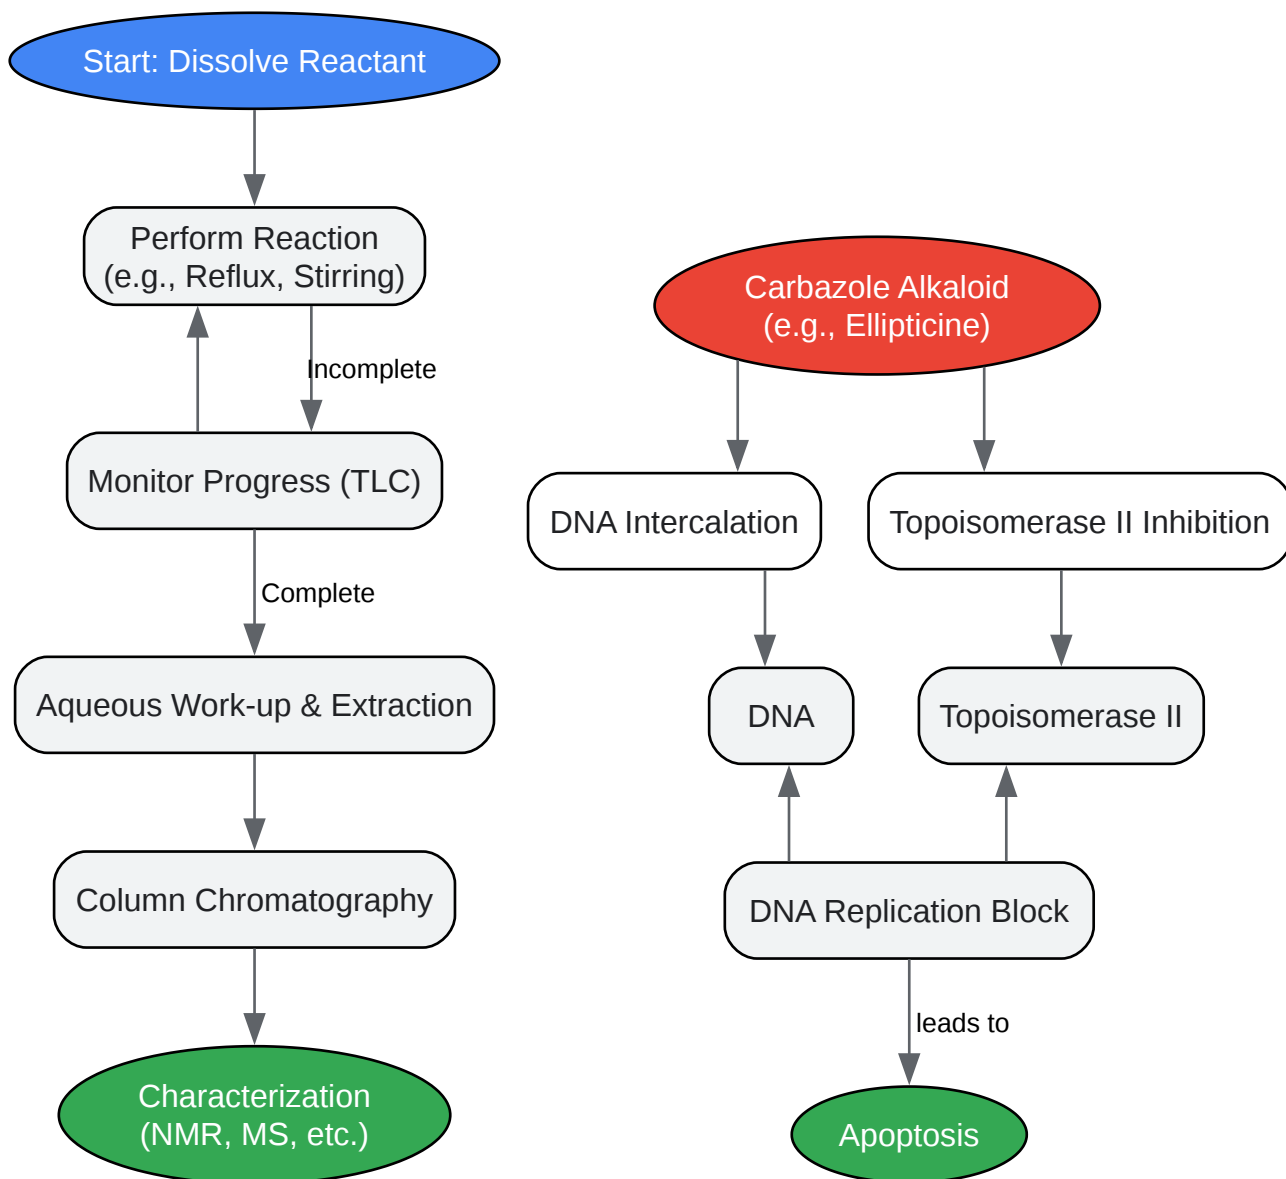 Start: Dissolve Reactant
Perform Reaction
(e.g., Reflux, Stirring)
Incomplete
Monitor Progress (TLC)
Complete
Aqueous Work-up & Extraction
Column Chromatography
Characterization
(NMR, MS, etc.)
Carbazole Alkaloid
(e.g., Ellipticine)
DNA Intercalation
Topoisomerase II Inhibition
DNA
Topoisomerase II
DNA Replication Block
leads to
Apoptosis